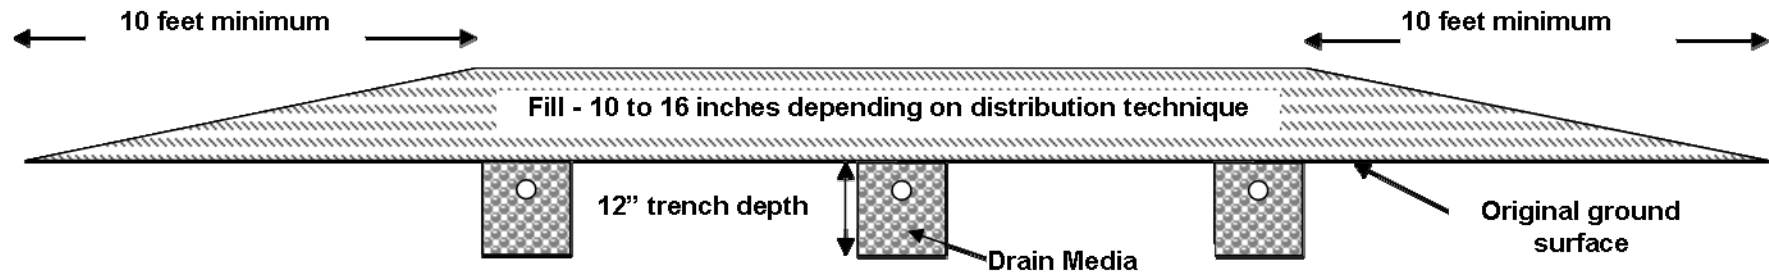 10 feet minimum
10 feet minimum
Fill - 10 to 16 inches depending on distribution technique
12” trench depth
Original ground
surface
Drain Media